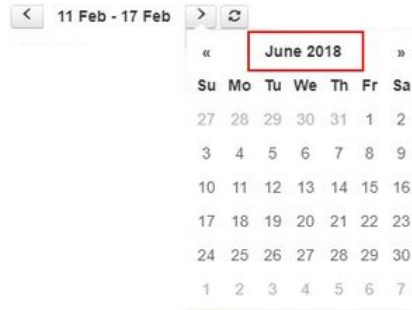 < 11 Feb - 17 Feb >
« June 2018 »
Su Mo Tu We Th Fr Sa
27 28 29 30 31 1 2
3 4 5 6 7 8 9
10 11 12 13 14 15 16
17 18 19 20 21 22 23
24 25 26 27 28 29 30
1 2 3 4 5 6 7